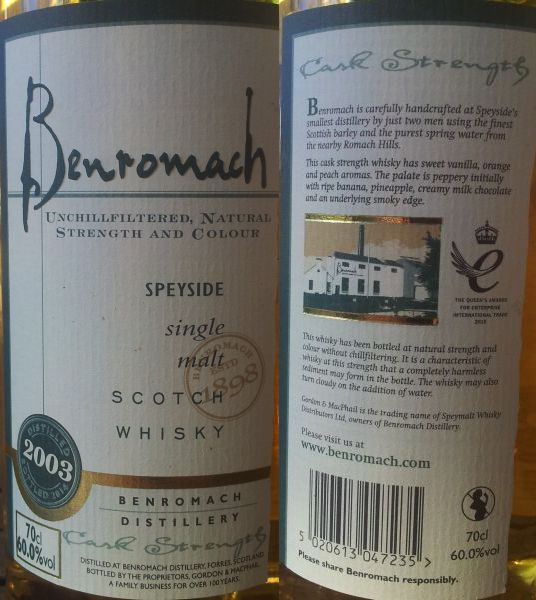 Benromach
UNCHILLFILTERED, NATURAL
STRENGTH AND COLOUR
SPEYSIDE
single
malt
BENROMACH
ESTD
1898
SCOTCH
WHISKY
DISTILLED
2003
BOTTLED 2014
BENROMACH
DISTILLERY
70cl
60.0%vol
Cask Strength
DISTILLED AT BENROMACH DISTILLERY, FORRES, SCOTLAND
BOTTLED BY THE PROPRIETORS, GORDON & MACPHAIL,
A FAMILY BUSINESS FOR OVER 100 YEARS.
Cask Strength
Benromach is carefully handcrafted at Speyside's
smallest distillery by just two men using the finest
Scottish barley and the purest spring water from
the nearby Romach Hills.
This cask strength whisky has sweet vanilla, orange
and peach aromas. The palate is peppery initially
with ripe banana, pineapple, creamy milk chocolate
and an underlying smoky edge.
Benromach
THE QUEEN'S AWARDS
FOR ENTERPRISE:
INTERNATIONAL TRADE
This whisky has been bottled at natural strength and
colour without chillfiltering. It is a characteristic of
whisky at this strength that a completely harmless
sediment may form in the bottle. The whisky may also
turn cloudy on the addition of water.
Gordon & MacPhail is the trading name of Speymalt Whisky
Distributors Ltd, owners of Benromach Distillery.
Please visit us at
www.benromach.com
5 020613 047235 >
70cl
60.0%vol
Please share Benromach responsibly.